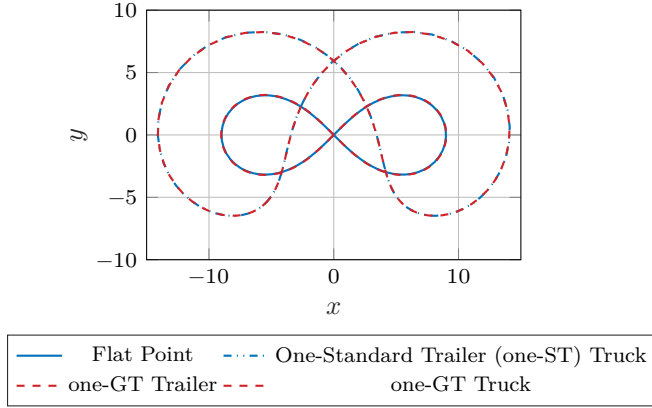 10
5
0
−5
−10
y
−10
0
10
x
Flat Point
One-Standard Trailer (one-ST) Truck
one-GT Trailer
one-GT Truck